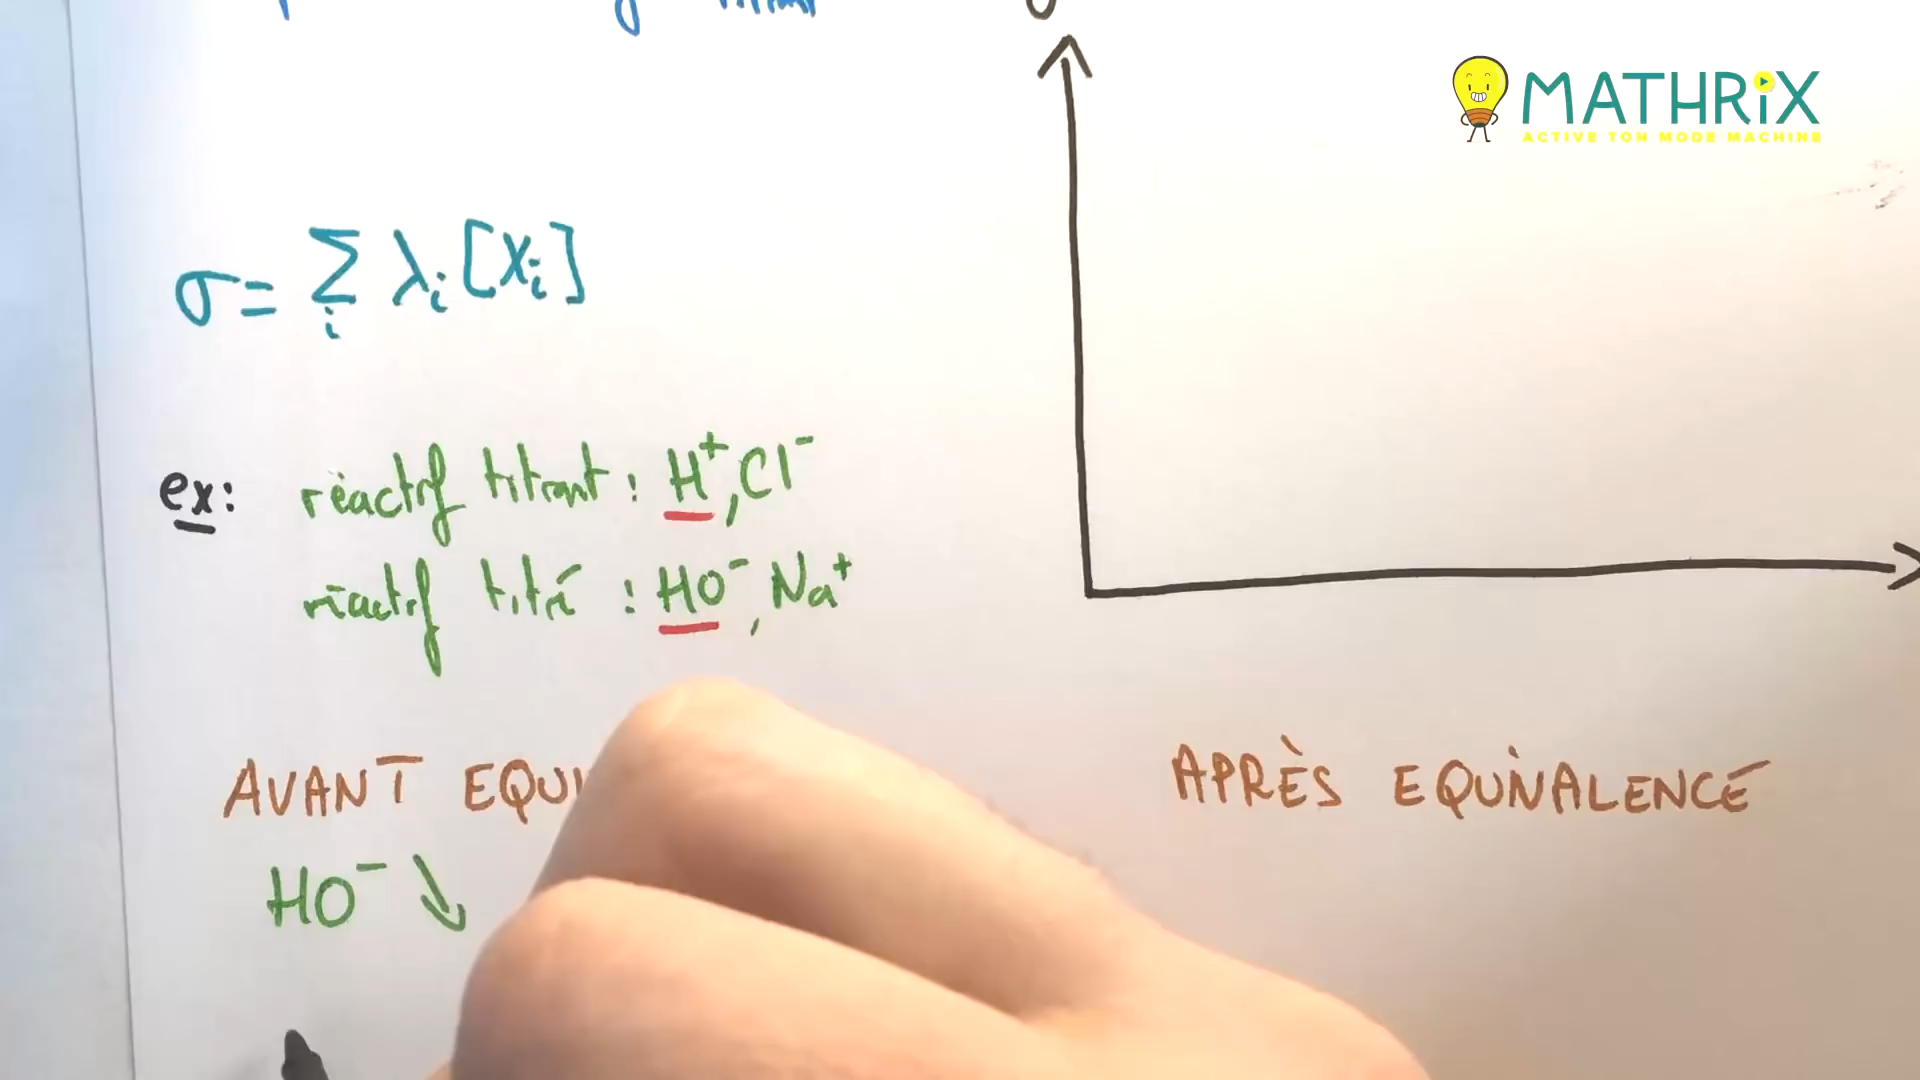 MATHRiX
ACTIVE TON MODE MACHINE
σ = Σ λi [Xi]
i
ex: réactif titrant : H⁺, Cl⁻
réactif titré : HO⁻, Na⁺
AVANT EQUI
APRÈS EQUIVALENCE
HO⁻ ↘